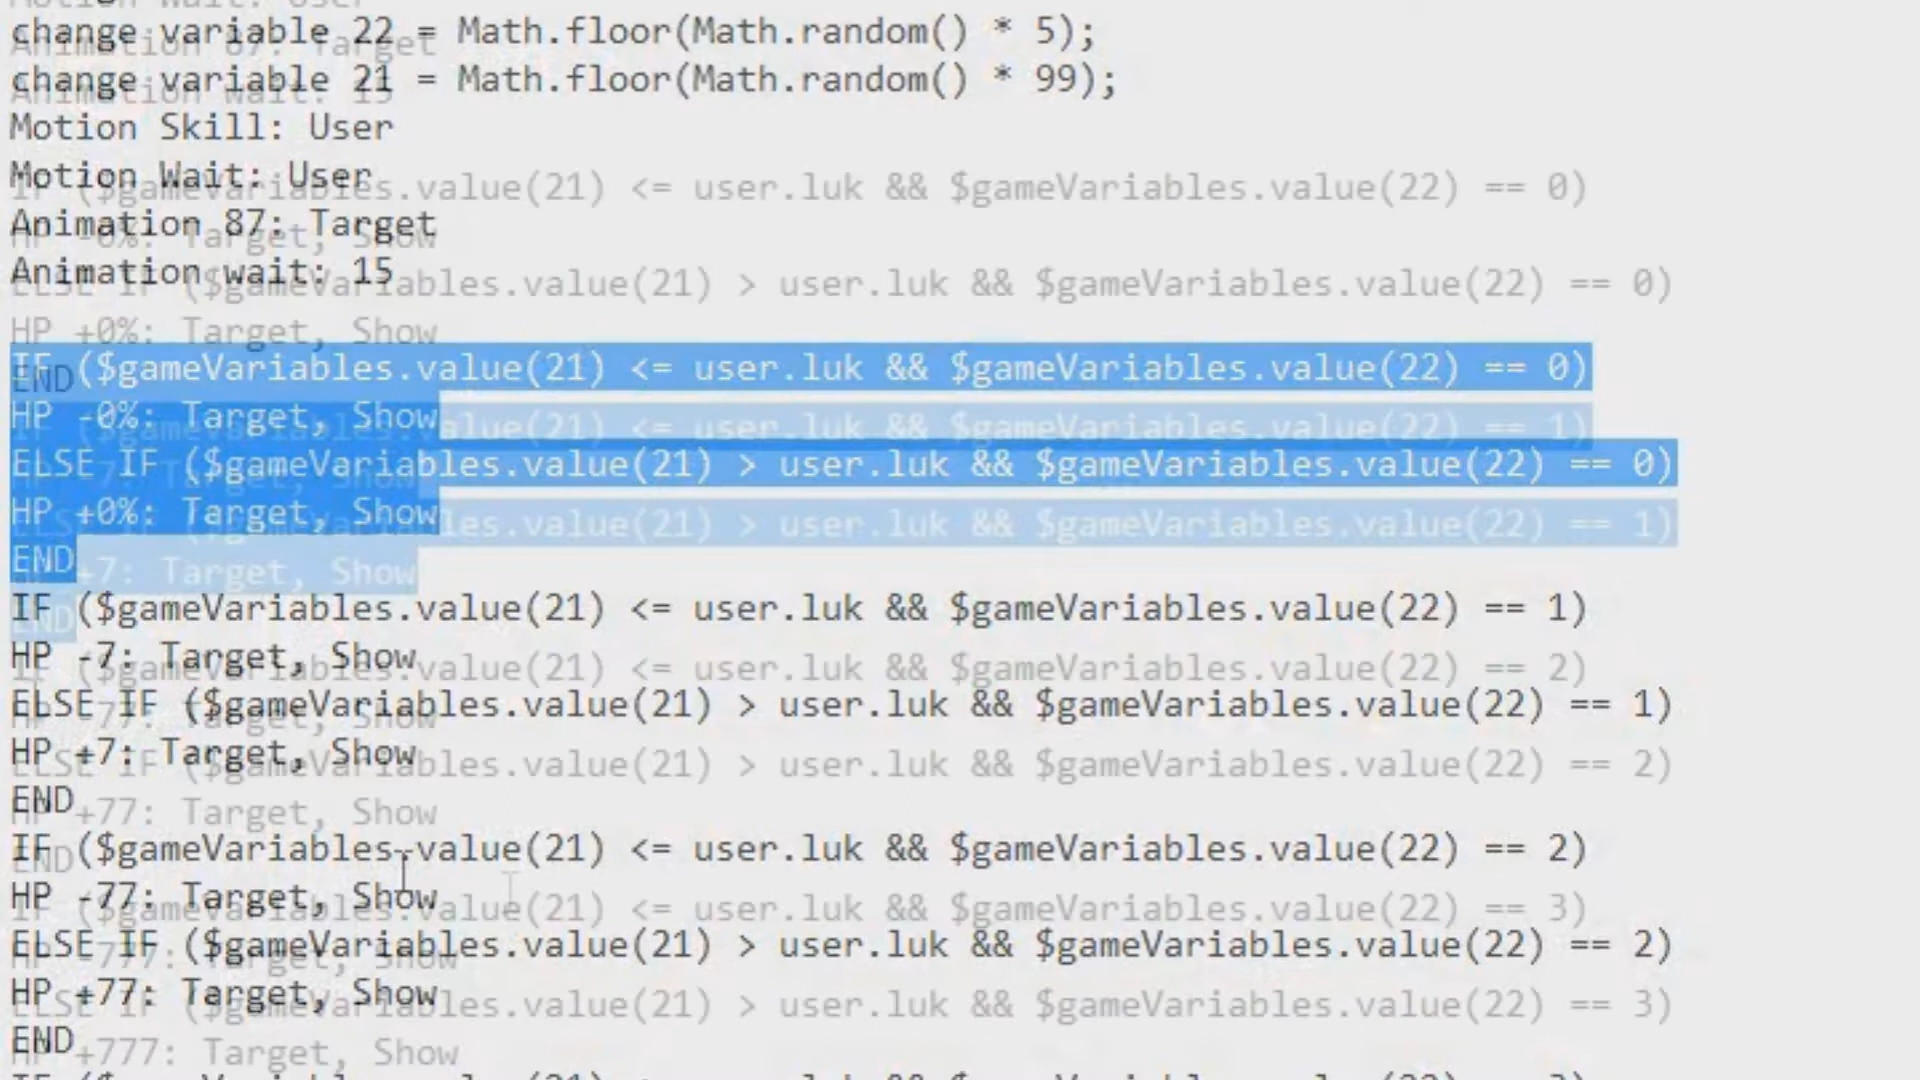 change variable 22 = Math.floor(Math.random() * 5);
change variable 21 = Math.floor(Math.random() * 99);
Motion Skill: User
Motion Wait: User
Animation 87: Target
Animation wait: 15
IF ($gameVariables.value(21) <= user.luk && $gameVariables.value(22) == 0)
HP -0%: Target, Show
ELSE IF ($gameVariables.value(21) > user.luk && $gameVariables.value(22) == 0)
HP +0%: Target, Show
END
IF ($gameVariables.value(21) <= user.luk && $gameVariables.value(22) == 1)
HP -7: Target, Show
ELSE IF ($gameVariables.value(21) > user.luk && $gameVariables.value(22) == 1)
HP +7: Target, Show
END
IF ($gameVariables.value(21) <= user.luk && $gameVariables.value(22) == 2)
HP -77: Target, Show
ELSE IF ($gameVariables.value(21) > user.luk && $gameVariables.value(22) == 2)
HP +77: Target, Show
END